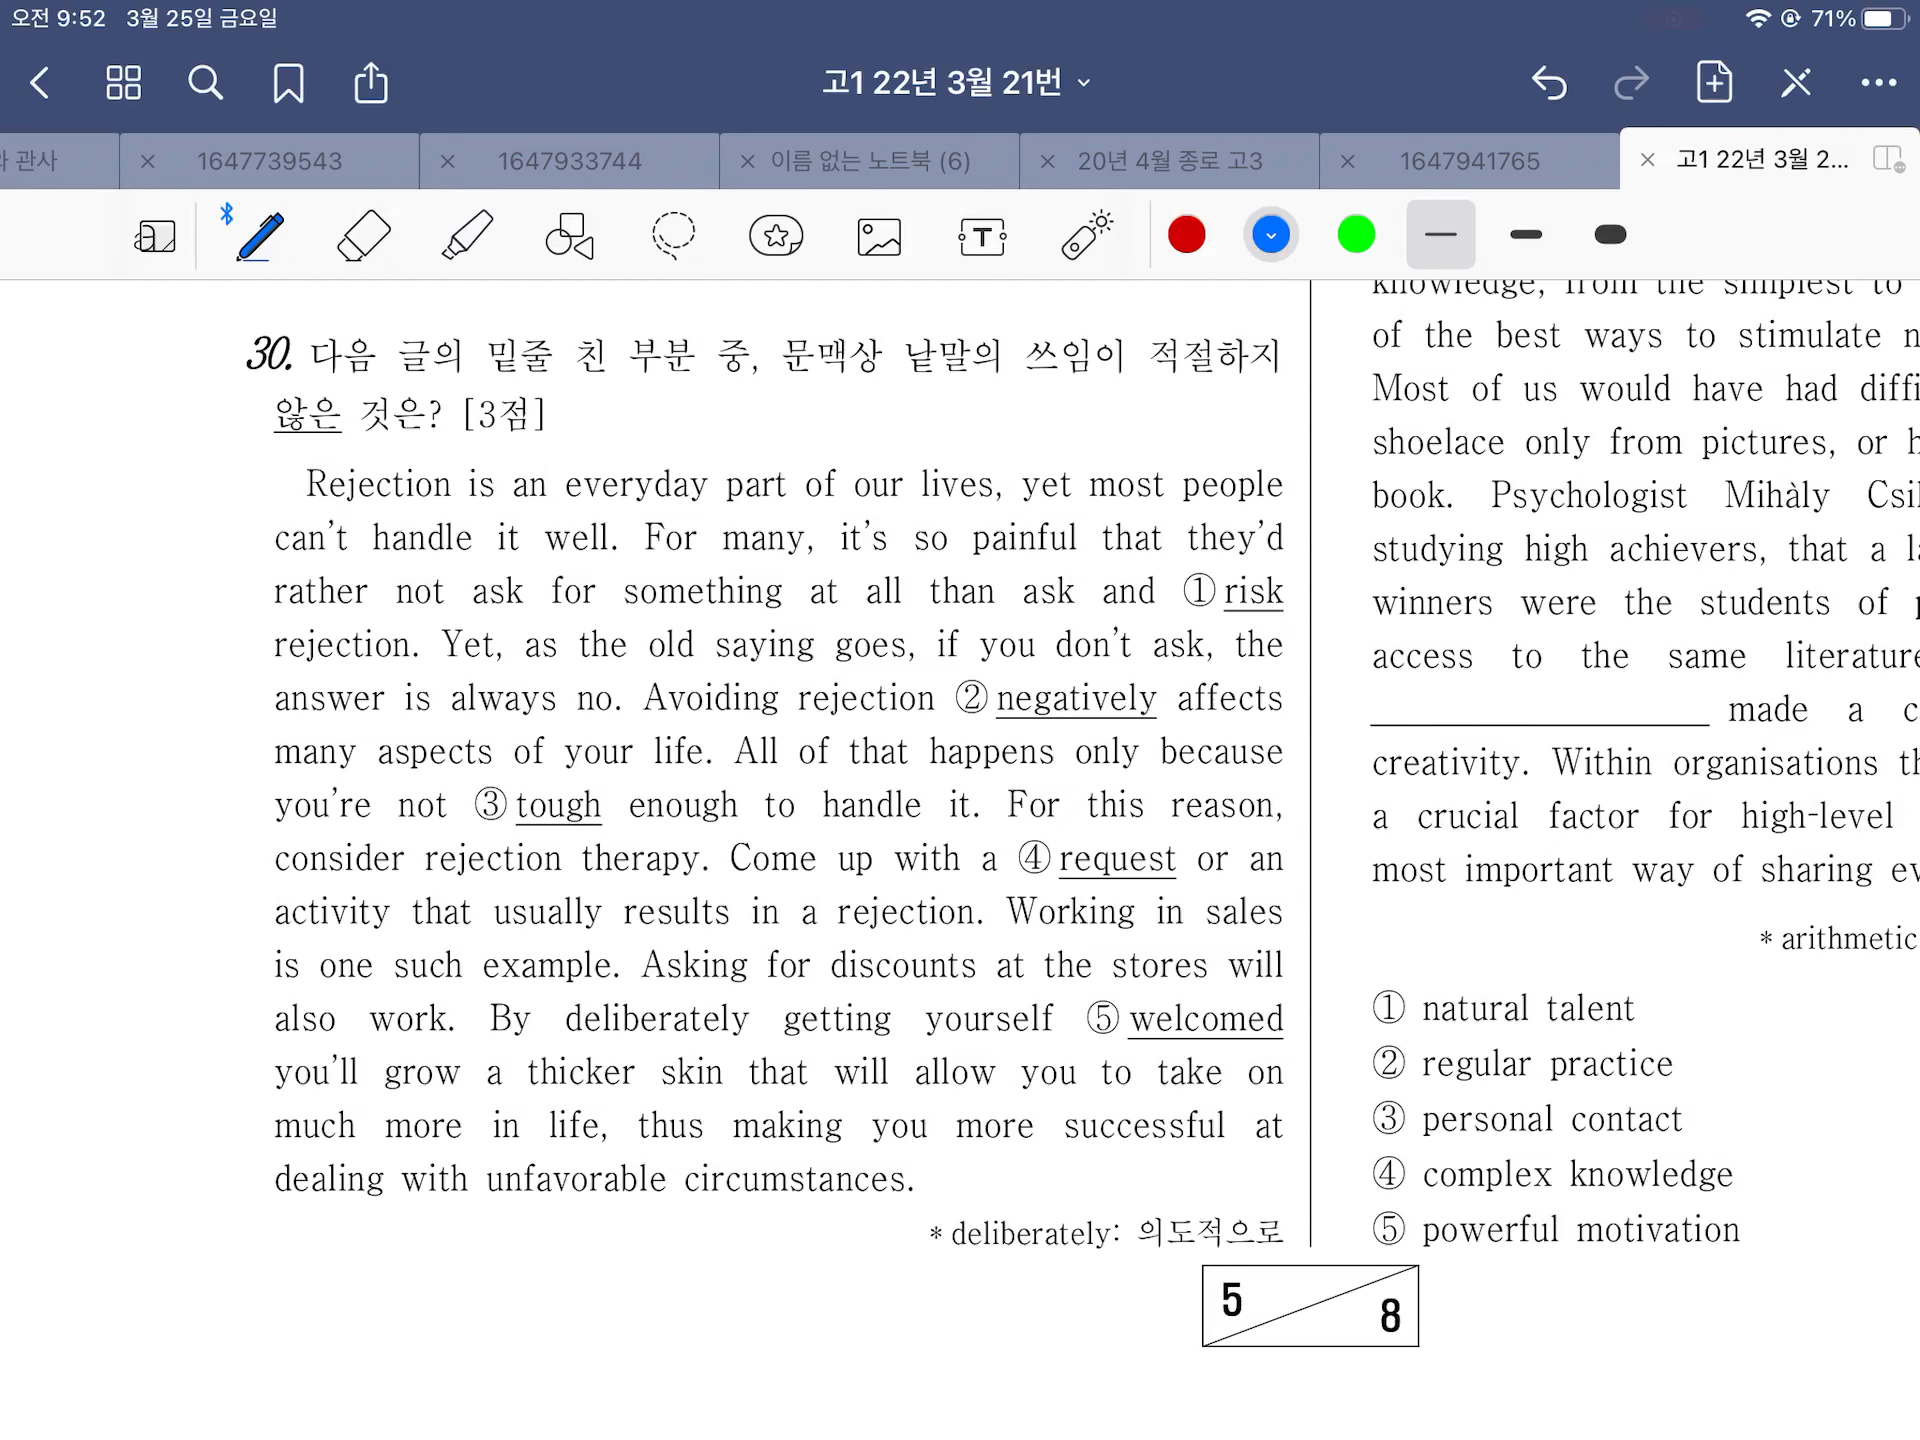 오전 9:52 3월 25일 금요일
71%
고1 22년 3월 21번
관사
1647739543
1647933744
이름 없는 노트북 (6)
20년 4월 종로 고3
1647941765
고1 22년 3월 2...
30. 다음 글의 밑줄 친 부분 중, 문맥상 낱말의 쓰임이 적절하지
않은 것은? [3점]
Rejection is an everyday part of our lives, yet most people
can't handle it well. For many, it's so painful that they'd
rather not ask for something at all than ask and ① risk
rejection. Yet, as the old saying goes, if you don't ask, the
answer is always no. Avoiding rejection ② negatively affects
many aspects of your life. All of that happens only because
you're not ③ tough enough to handle it. For this reason,
consider rejection therapy. Come up with a ④ request or an
activity that usually results in a rejection. Working in sales
is one such example. Asking for discounts at the stores will
also work. By deliberately getting yourself ⑤ welcomed
you'll grow a thicker skin that will allow you to take on
much more in life, thus making you more successful at
dealing with unfavorable circumstances.
* deliberately: 의도적으로
knowledge, from the simplest to
of the best ways to stimulate n
Most of us would have had diffi
shoelace only from pictures, or h
book. Psychologist Mihàly Csi
studying high achievers, that a la
winners were the students of p
access to the same literature
made a c
creativity. Within organisations th
a crucial factor for high-level
most important way of sharing ev
* arithmetic
① natural talent
② regular practice
③ personal contact
④ complex knowledge
⑤ powerful motivation
5
8